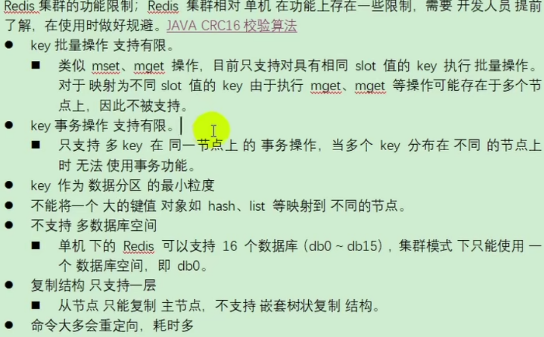 Redis 集群的功能限制；Redis 集群相对 单机 在功能上存在一些限制，需要 开发人员 提前
了解，在使用时做好规避。JAVA CRC16 校验算法
● key 批量操作 支持有限。
■ 类似 mset、mget 操作，目前只支持对具有相同 slot 值的 key 执行 批量操作。
对于 映射为不同 slot 值的 key 由于执行 mget、mget 等操作可能存在于多个节
点上，因此不被支持。
● key 事务操作 支持有限。
■ 只支持 多 key 在 同一节点上 的 事务操作，当多个 key 分布在 不同 的节点上
时 无法 使用事务功能。
● key 作为 数据分区 的最小粒度
● 不能将一个 大的键值 对象如 hash、list 等映射到 不同的节点。
● 不支持 多数据库空间
■ 单机 下的 Redis 可以支持 16 个数据库（db0 ~ db15），集群模式 下只能使用 一
个 数据库空间，即 db0。
● 复制结构 只支持一层
■ 从节点 只能复制 主节点，不支持 嵌套树状复制 结构。
● 命令大多会重定向，耗时多